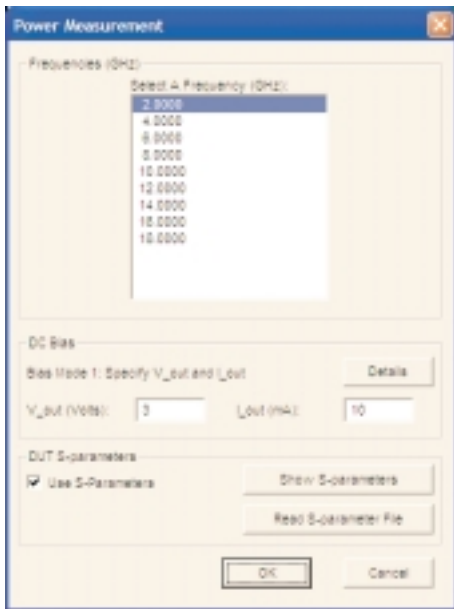 Power Measurement
Frequencies (GHz)
Select A Frequency (GHz):
2.0000
4.0000
6.0000
8.0000
10.0000
12.0000
14.0000
16.0000
18.0000
DC Bias
Bias Mode 1: Specify V_out and I_out
Details
V_out (Volts): 3 I_out (mA): 10
DUT S-parameters
Use S-Parameters
Show S-parameters
Read S-parameter File
OK Cancel